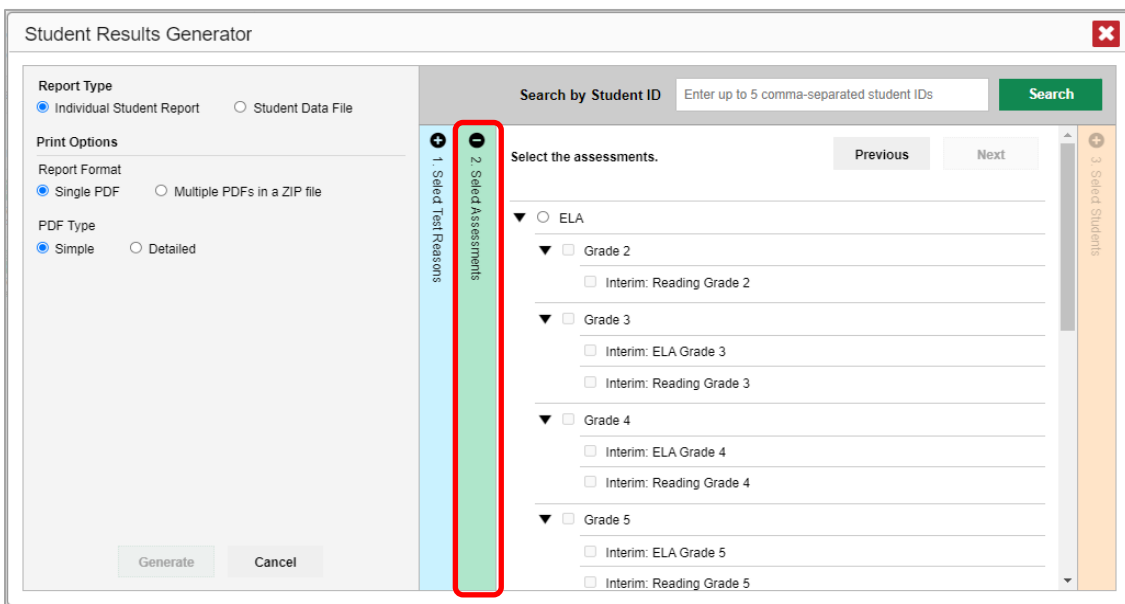 Student Results Generator
Report Type
Individual Student Report
Student Data File
Print Options
Report Format
Single PDF
Multiple PDFs in a ZIP file
PDF Type
Simple
Detailed
Generate
Cancel
Search by Student ID
Enter up to 5 comma-separated student IDs
Search
1. Select Test Reasons
2. Select Assessments
Select the assessments.
Previous
Next
ELA
Grade 2
Interim: Reading Grade 2
Grade 3
Interim: ELA Grade 3
Interim: Reading Grade 3
Grade 4
Interim: ELA Grade 4
Interim: Reading Grade 4
Grade 5
Interim: ELA Grade 5
Interim: Reading Grade 5
3. Select Students